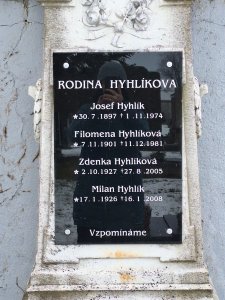 RODINA HYHLÍKOVA
Josef Hyhlík
★30. 7. 1897 ✝ 1. 11. 1974
Filomena Hyhlíková
★7. 11. 1901 ✝11. 12. 1981
Zdenka Hyhlíková
★2. 10. 1927 ✝27. 8. 2005
Milan Hyhlík
★17. 1. 1926 ✝16. 1. 2008
Vzpomínáme